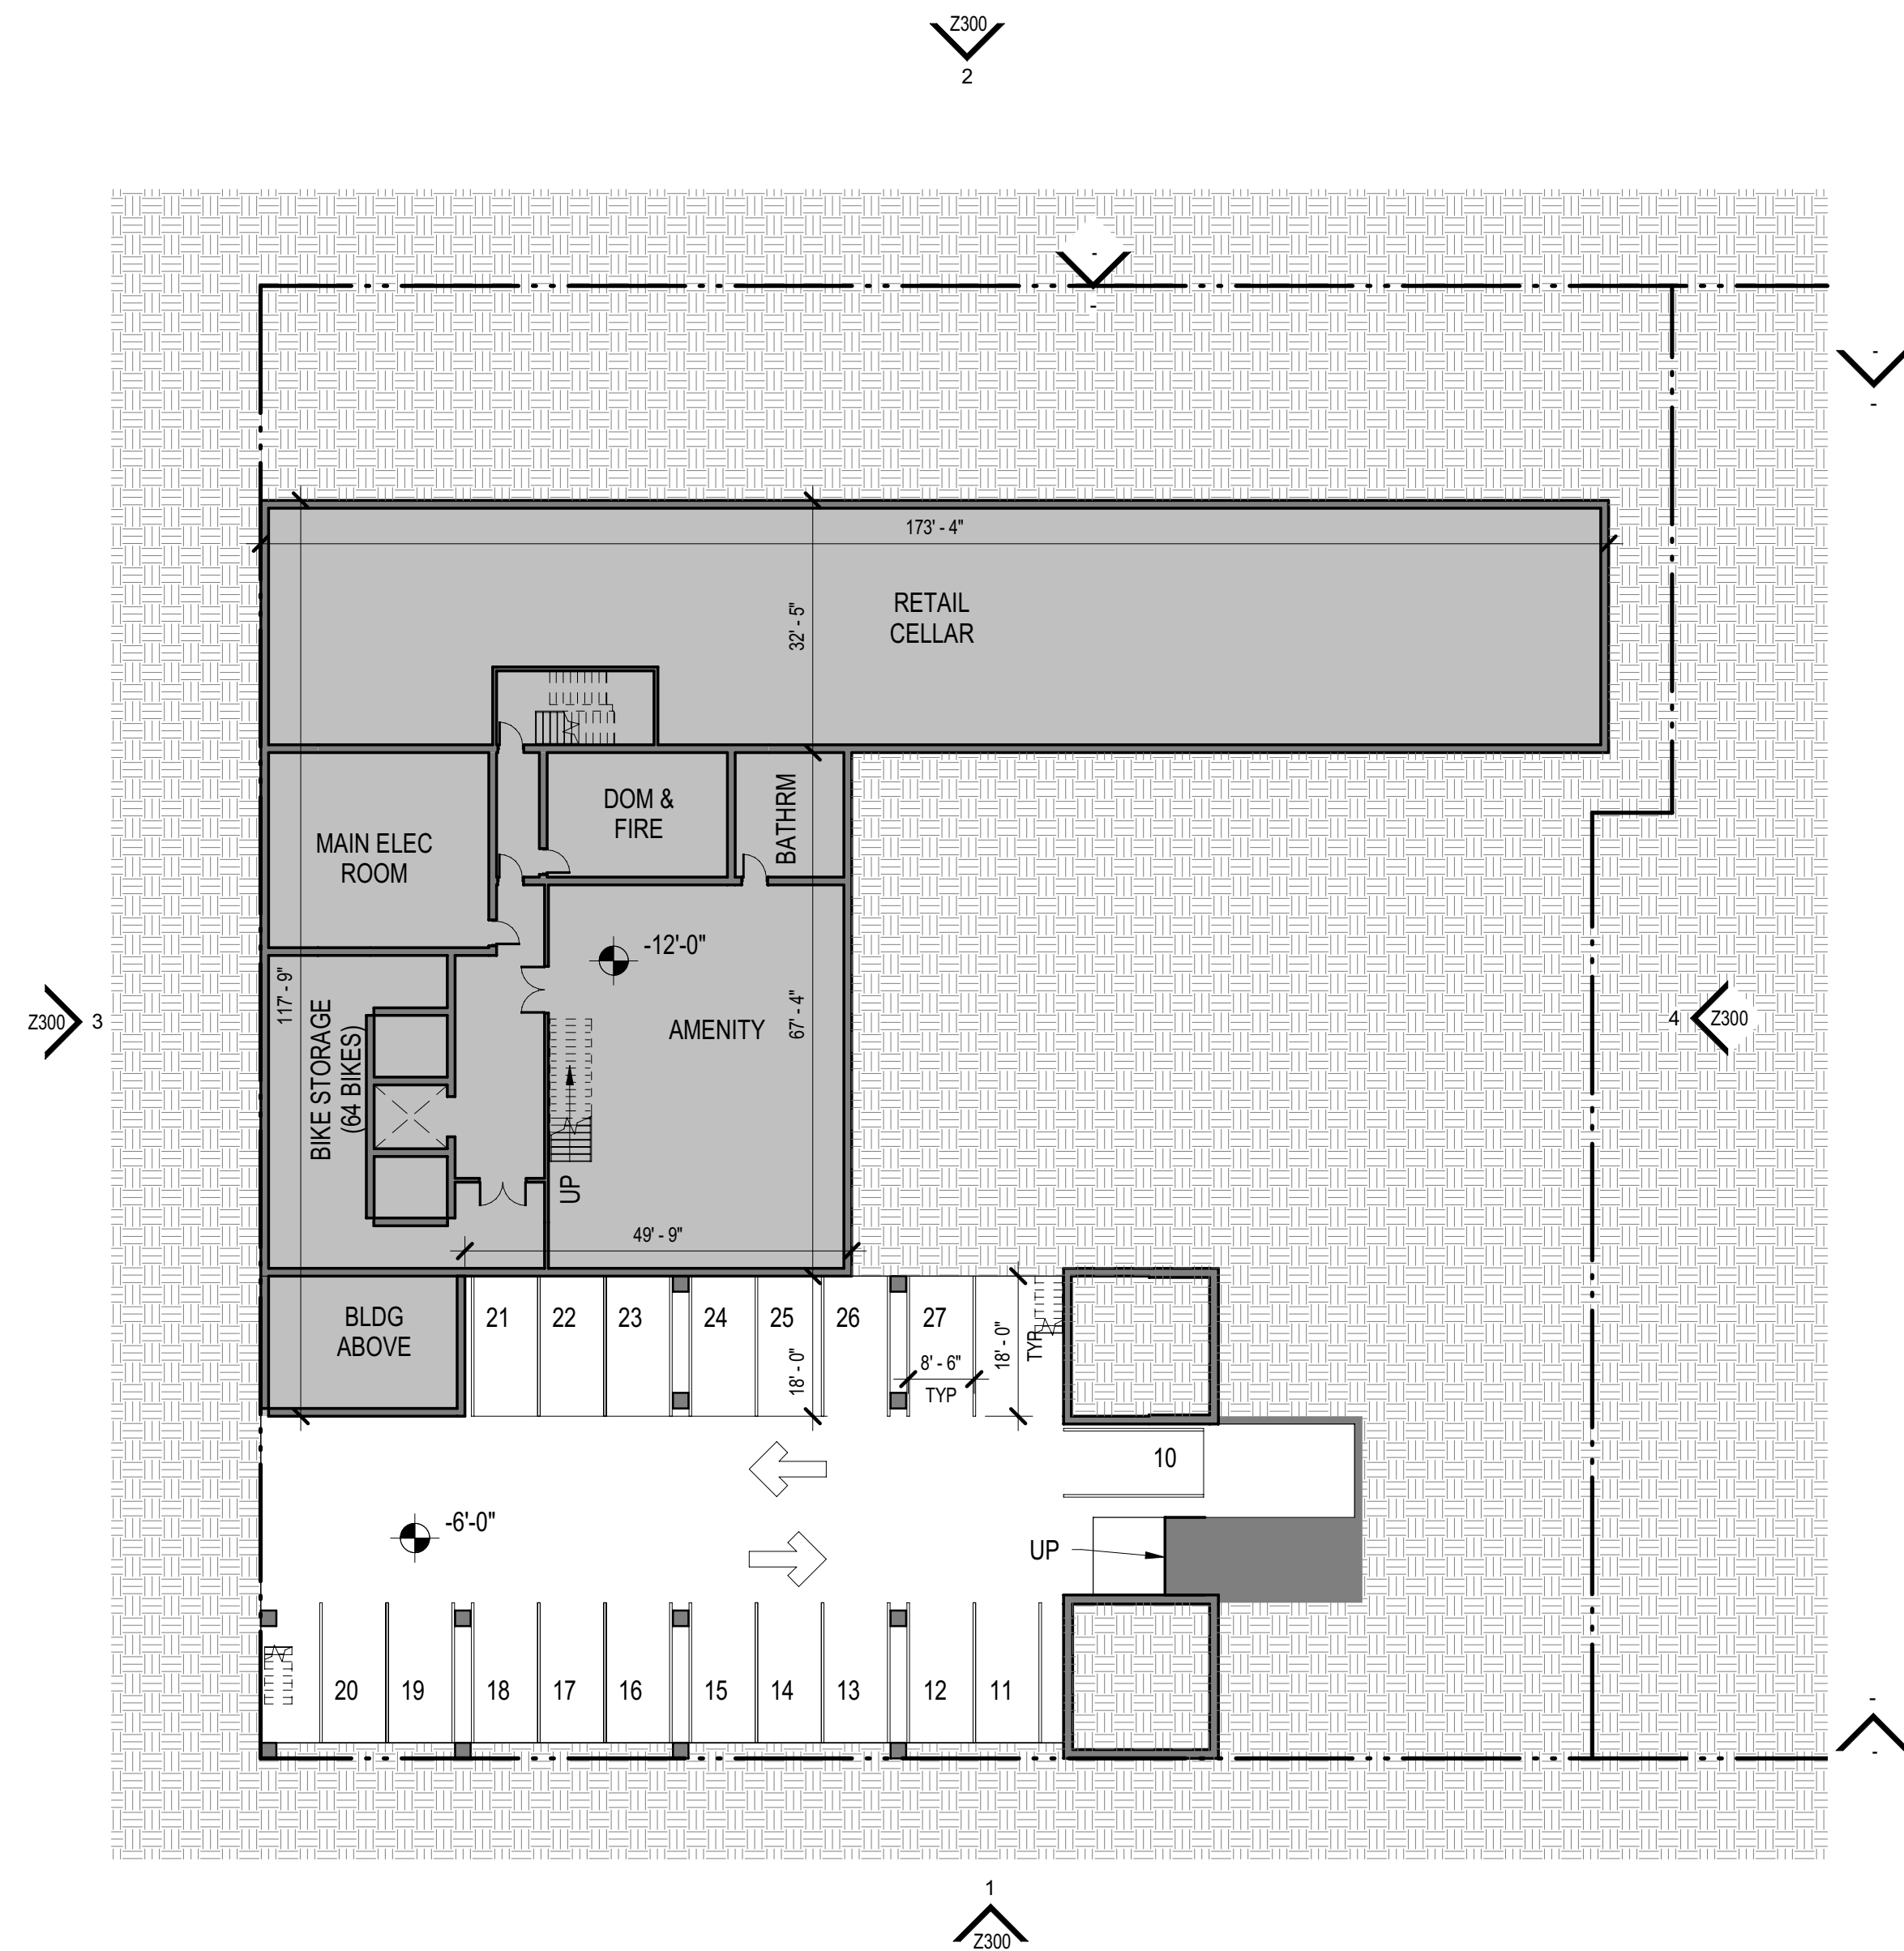 Z300
2
-
-
-
-
173' - 4"
RETAIL
CELLAR
32' - 5"
DOM &
FIRE
BATHRM
MAIN ELEC
ROOM
-12'-0"
117' - 9"
BIKE STORAGE
(64 BIKES)
AMENITY
67' - 4"
Z300
3
4
Z300
UP
49' - 9"
BLDG
ABOVE
21
22
23
24
25
26
27
18' - 0"
8' - 6"
TYP
18' - 0"
TYP
10
-6'-0"
UP
20
19
18
17
16
15
14
13
12
11
-
-
1
Z300